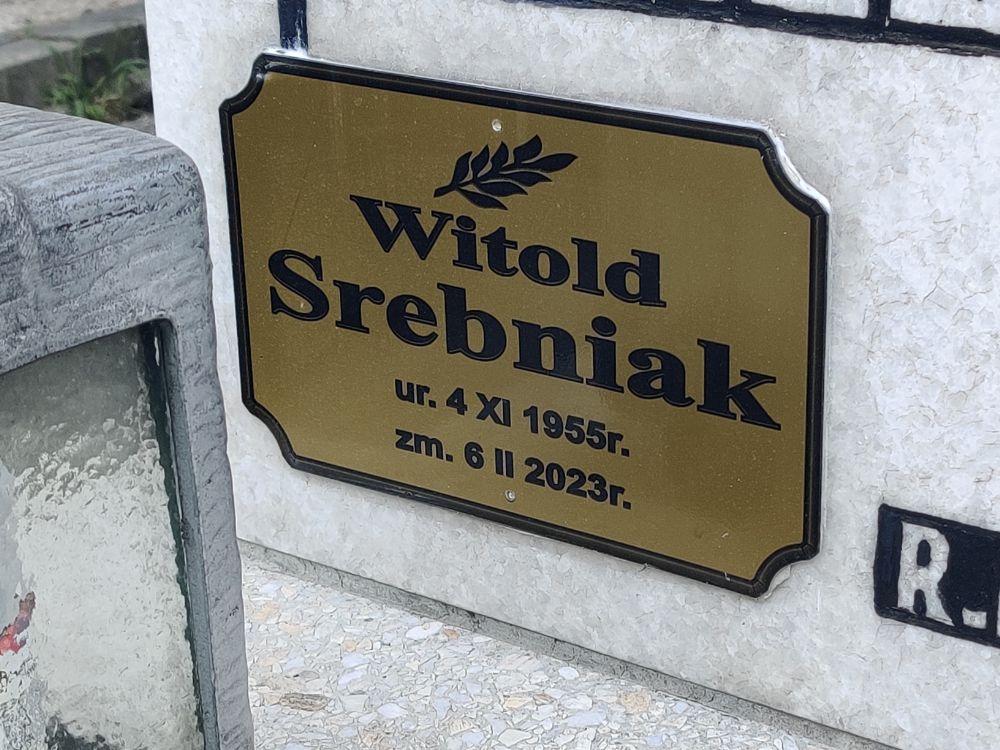 Witold
Srebniak
ur. 4 XI 1955r.
zm. 6 II 2023r.
R.